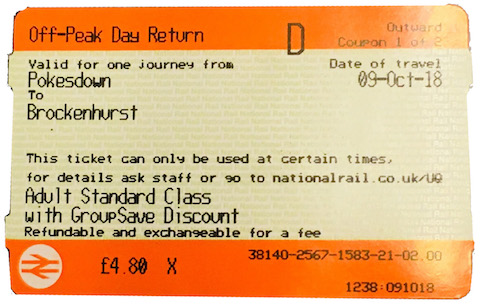 Off-Peak Day Return
D
Outward
Coupon 1 of 2
Valid for one journey from
Date of travel
Pokesdown
09-Oct-18
To
Brockenhurst
This ticket can only be used at certain times,
for details ask staff or go to nationalrail.co.uk/UQ
Adult Standard Class
with GroupSave Discount
Refundable and exchangeable for a fee
£4.80 X
38140-2567-1583-21-02.00
1238:091018